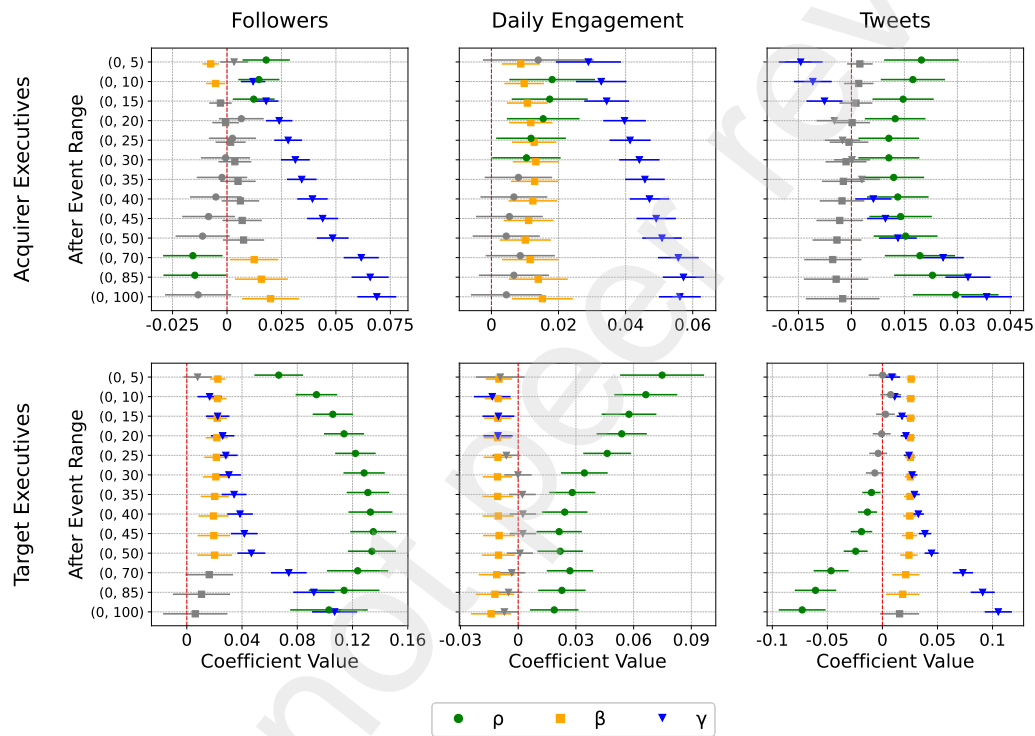 Followers
Daily Engagement
Tweets
Acquirer Executives
After Event Range
(0, 5)
(0, 10)
(0, 15)
(0, 20)
(0, 25)
(0, 30)
(0, 35)
(0, 40)
(0, 45)
(0, 50)
(0, 70)
(0, 85)
(0, 100)
-0.025 0 0.025 0.05 0.075
0 0.02 0.04 0.06
-0.015 0 0.015 0.03 0.045
Target Executives
After Event Range
(0, 5)
(0, 10)
(0, 15)
(0, 20)
(0, 25)
(0, 30)
(0, 35)
(0, 40)
(0, 45)
(0, 50)
(0, 70)
(0, 85)
(0, 100)
0 0.04 0.08 0.12 0.16
-0.03 0 0.03 0.06 0.09
-0.1 -0.05 0 0.05 0.1
Coefficient Value
Coefficient Value
Coefficient Value
ρ β γ
not peer rev